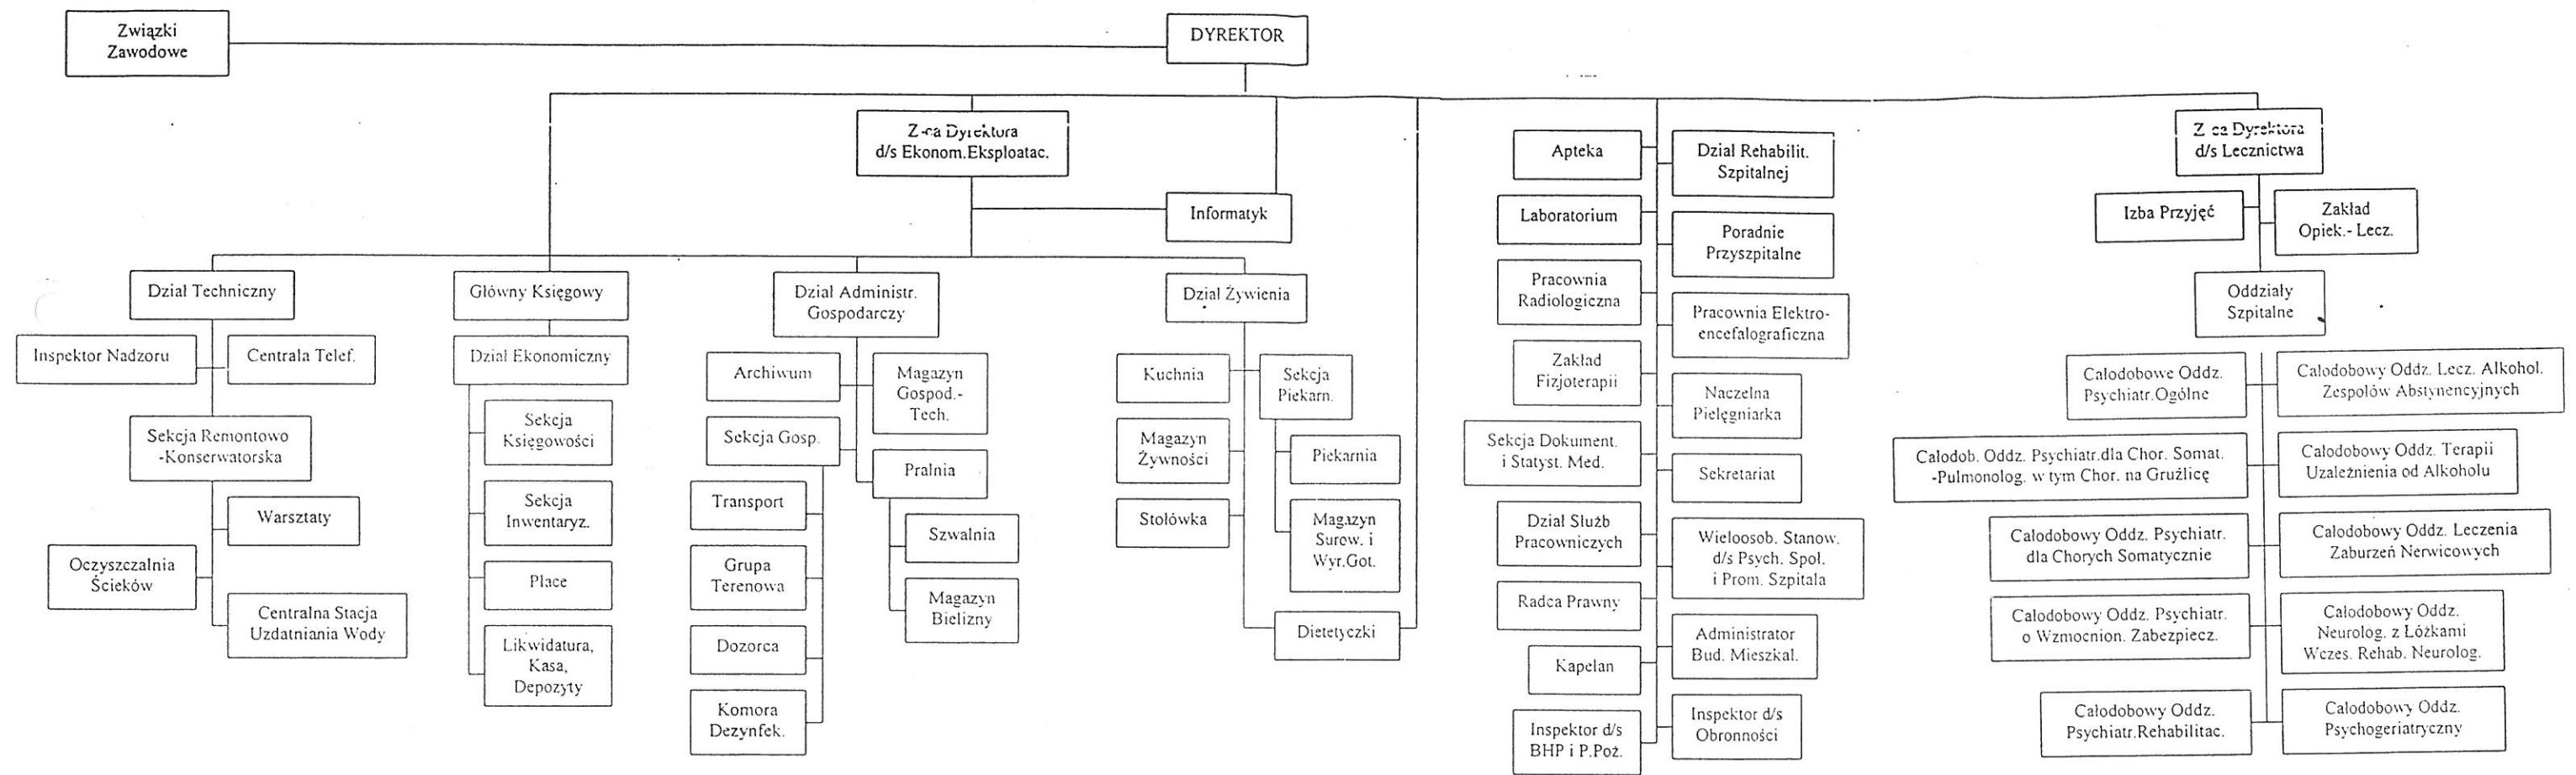 Związki
Zawodowe
DYREKTOR
Z-ca Dyrektora
d/s Ekonom.Eksploatac.
Informatyk
Z-ca Dyrektora
d/s Lecznictwa
Izba Przyjęć
Zakład
Opiek.- Lecz.
Oddziały
Szpitalne
Dział Techniczny
Inspektor Nadzoru
Centrala Telef.
Sekcja Remontowo
-Konserwatorska
Warsztaty
Oczyszczalnia
Ścieków
Centralna Stacja
Uzdatniania Wody
Główny Księgowy
Dział Ekonomiczny
Sekcja
Księgowości
Sekcja
Inwentaryz.
Płace
Likwidatura,
Kasa,
Depozyty
Dział Administr.
Gospodarczy
Archiwum
Magazyn
Gospod.-
Tech.
Sekcja Gosp.
Pralnia
Transport
Grupa
Terenowa
Dozorca
Komora
Dezynfek.
Szwalnia
Magazyn
Bielizny
Dział Żywienia
Kuchnia
Sekcja
Piekarn.
Magazyn
Żywności
Stołówka
Piekarnia
Magazyn
Surow. i
Wyr.Got.
Dietetyczki
Apteka
Dział Rehabilit.
Szpitalnej
Laboratorium
Poradnie
Przyszpitalne
Pracownia
Radiologiczna
Pracownia Elektro-
encefalograficzna
Zakład
Fizjoterapii
Naczelna
Pielęgniarka
Sekcja Dokument.
i Statyst. Med.
Sekretariat
Dział Służb
Pracowniczych
Wieloosob. Stanow.
d/s Psych. Społ.
i Prom. Szpitala
Radca Prawny
Administrator
Bud. Mieszkal.
Kapelan
Inspektor d/s
BHP i P.Poż.
Inspektor d/s
Obronności
Całodobowe Oddz.
Psychiatr.Ogólne
Całodobowy Oddz. Lecz. Alkohol.
Zespołów Abstynencyjnych
Całodob. Oddz. Psychiatr.dla Chor. Somat.
-Pulmonolog. w tym Chor. na Gruźlicę
Całodobowy Oddz. Terapii
Uzależnienia od Alkoholu
Całodobowy Oddz. Psychiatr.
dla Chorych Somatycznie
Całodobowy Oddz. Leczenia
Zaburzeń Nerwicowych
Całodobowy Oddz. Psychiatr.
o Wzmocnion. Zabezpiecz.
Całodobowy Oddz.
Neurolog. z Łóżkami
Wczes. Rehab. Neurolog.
Całodobowy Oddz.
Psychiatr.Rehabilitac.
Całodobowy Oddz.
Psychogeriatryczny